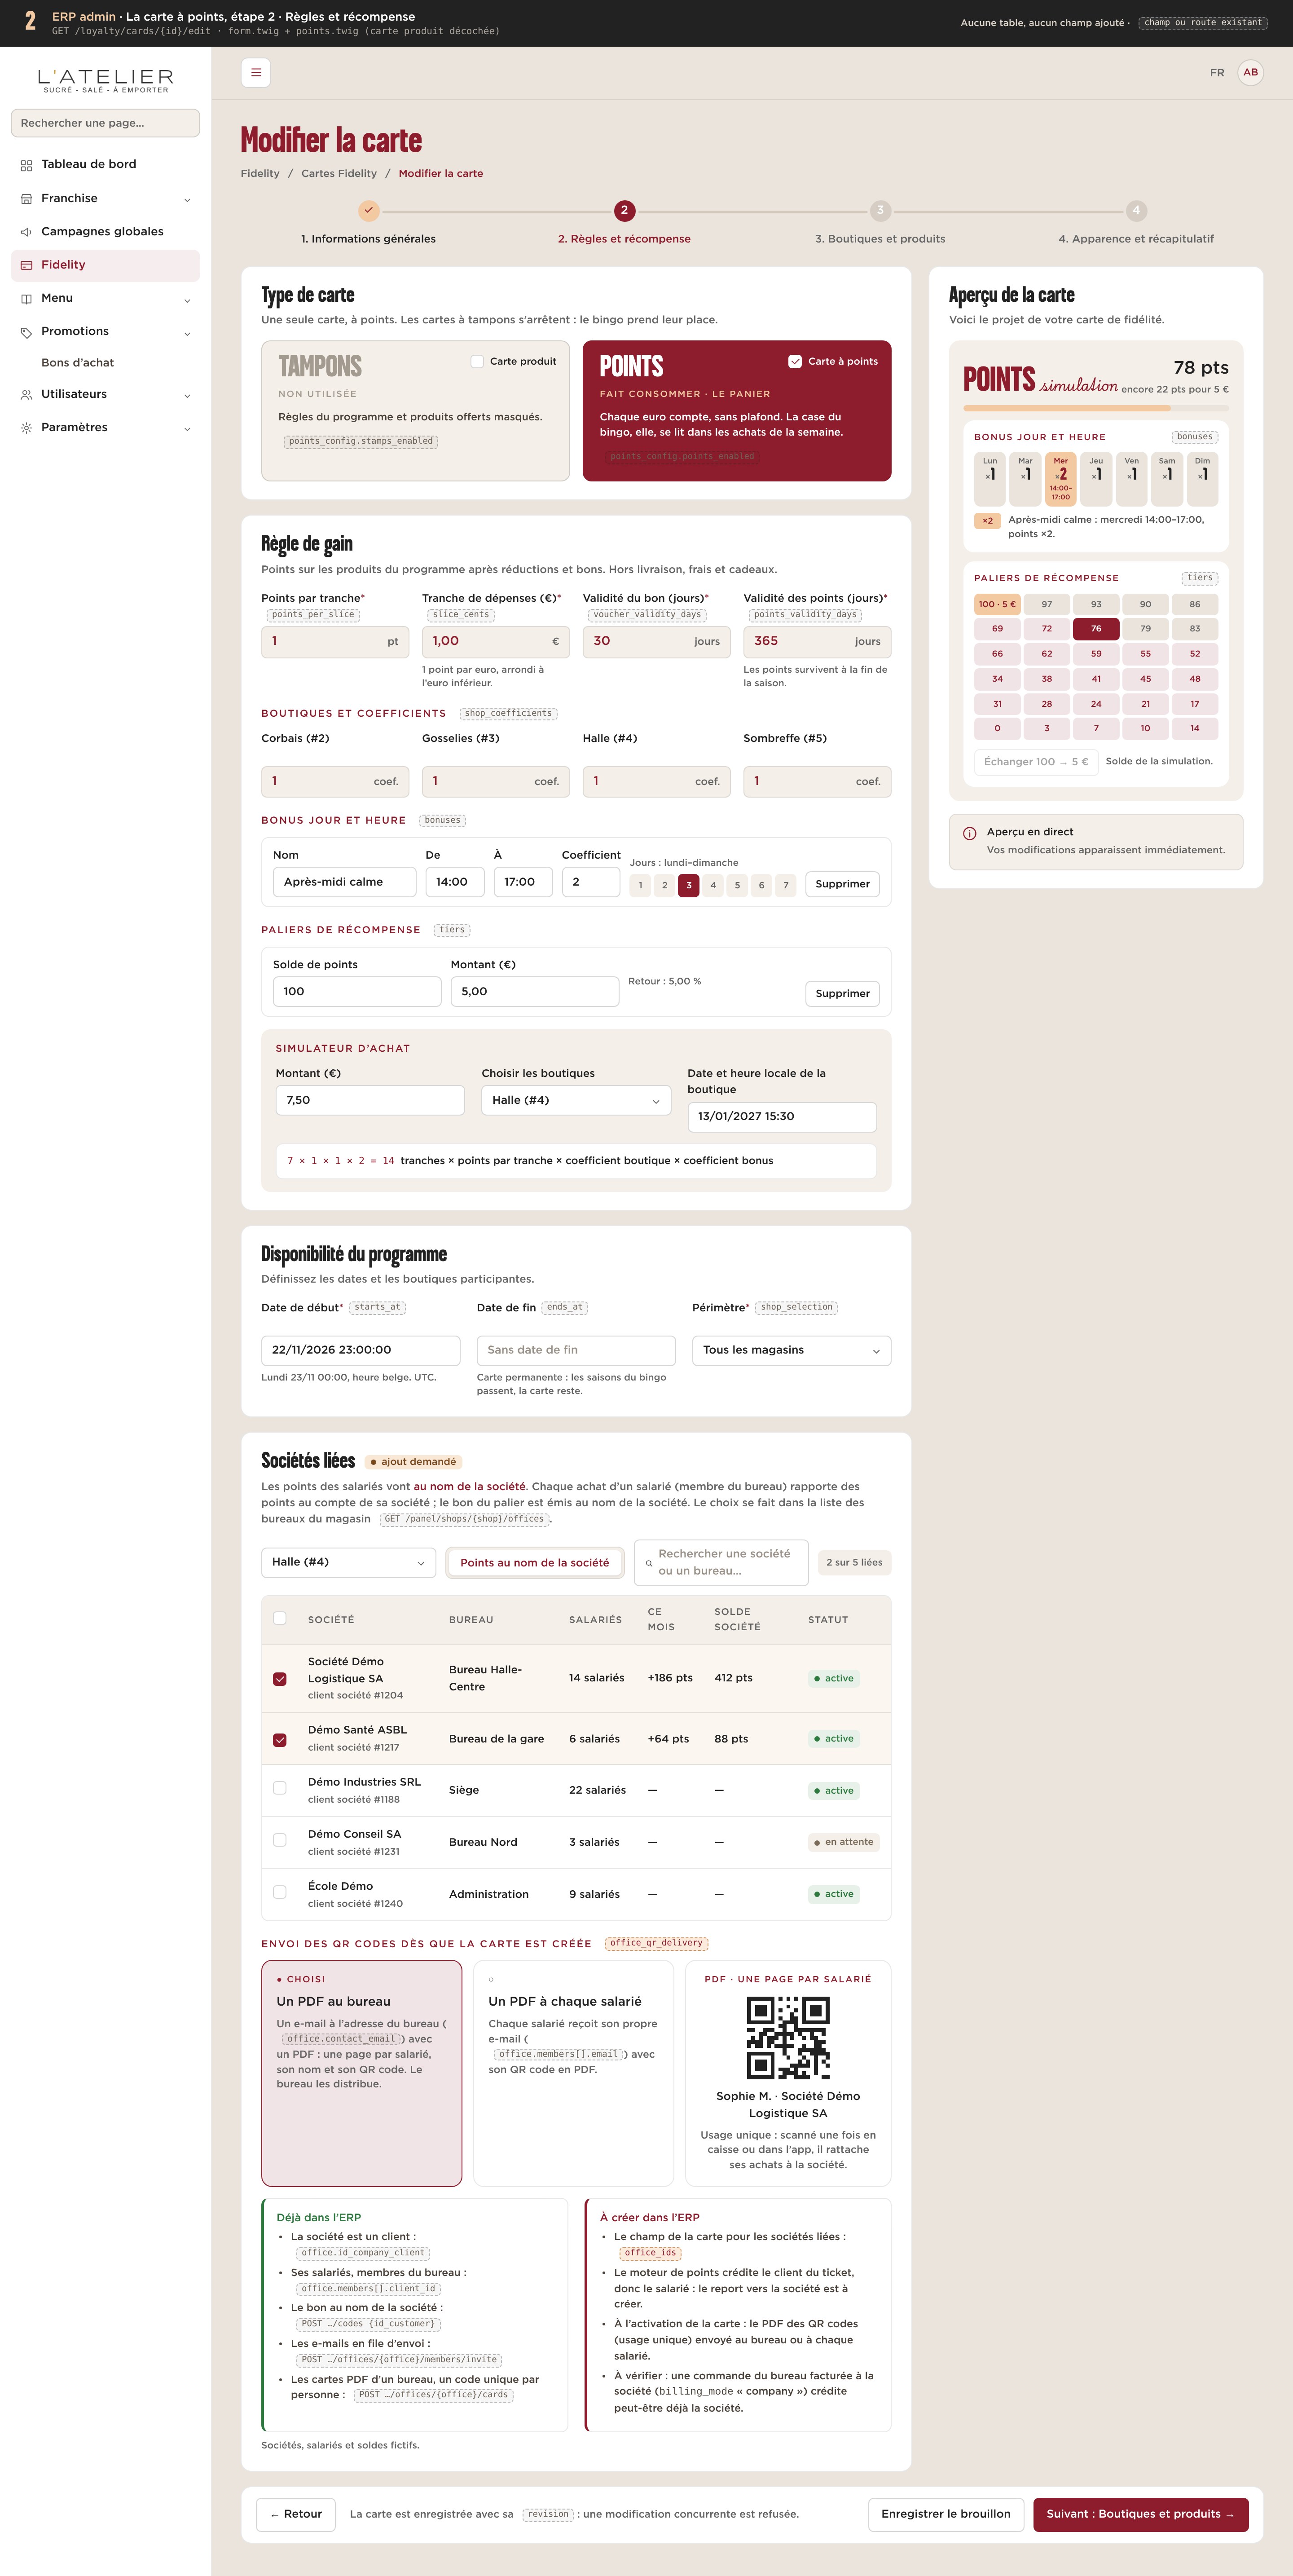 2
ERP admin · La carte à points, étape 2 · Règles et récompense
GET /loyalty/cards/{id}/edit · form.twig + points.twig (carte produit décochée)
Aucune table, aucun champ ajouté · champ ou route existant
L'ATELIER
SUCRÉ - SALÉ - À EMPORTER
Rechercher une page...
Tableau de bord
Franchise
Campagnes globales
Fidelity
Menu
Promotions
Bons d'achat
Utilisateurs
Paramètres
FR
AB
Modifier la carte
Fidelity / Cartes Fidelity / Modifier la carte
2
3
4
1. Informations générales
2. Règles et récompense
3. Boutiques et produits
4. Apparence et récapitulatif
Type de carte
Une seule carte, à points. Les cartes à tampons s'arrêtent : le bingo prend leur place.
TAMPONS
Carte produit
NON UTILISÉE
Règles du programme et produits offerts masqués.
points_config.stamps_enabled
POINTS
Carte à points
FAIT CONSOMMER · LE PANIER
Chaque euro compte, sans plafond. La case du
bingo, elle, se lit dans les achats de la semaine.
points_config.points_enabled
Règle de gain
Points sur les produits du programme après réductions et bons. Hors livraison, frais et cadeaux.
Points par tranche*
points_per_slice
1 pt
Tranche de dépenses (€)*
slice_cents
1,00 €
1 point par euro, arrondi à
l'euro inférieur.
Validité du bon (jours)*
voucher_validity_days
30 jours
Validité des points (jours)*
points_validity_days
365 jours
Les points survivent à la fin de
la saison.
BOUTIQUES ET COEFFICIENTS shop_coefficients
Corbais (#2)
1 coef.
Gosselies (#3)
1 coef.
Halle (#4)
1 coef.
Sombreffe (#5)
1 coef.
BONUS JOUR ET HEURE bonuses
Nom
Après-midi calme
De
14:00
À
17:00
Coefficient
2
Jours : lundi–dimanche
1 2 3 4 5 6 7
Supprimer
PALIERS DE RÉCOMPENSE tiers
Solde de points
100
Montant (€)
5,00
Retour : 5,00 %
Supprimer
SIMULATEUR D'ACHAT
Montant (€)
7,50
Choisir les boutiques
Halle (#4)
Date et heure locale de la
boutique
13/01/2027 15:30
7 × 1 × 1 × 2 = 14 tranches × points par tranche × coefficient boutique × coefficient bonus
Disponibilité du programme
Définissez les dates et les boutiques participantes.
Date de début* starts_at
22/11/2026 23:00:00
Lundi 23/11 00:00, heure belge. UTC.
Date de fin ends_at
Sans date de fin
Carte permanente : les saisons du bingo
passent, la carte reste.
Périmètre* shop_selection
Tous les magasins
Sociétés liées
● ajout demandé
Les points des salariés vont au nom de la société. Chaque achat d'un salarié (membre du bureau) rapporte des
points au compte de sa société ; le bon du palier est émis au nom de la société. Le choix se fait dans la liste des
bureaux du magasin GET /panel/shops/{shop}/offices.
Halle (#4)
Points au nom de la société
Rechercher une société
ou un bureau...
2 sur 5 liées
SOCIÉTÉ
BUREAU
SALARIÉS
CE
MOIS
SOLDE
SOCIÉTÉ
STATUT
Société Démo
Logistique SA
client société #1204
Bureau Halle-
Centre
14 salariés
+186 pts
412 pts
● active
Démo Santé ASBL
client société #1217
Bureau de la gare
6 salariés
+64 pts
88 pts
● active
Démo Industries SRL
client société #1188
Siège
22 salariés
—
—
● active
Démo Conseil SA
client société #1231
Bureau Nord
3 salariés
—
—
● en attente
École Démo
client société #1240
Administration
9 salariés
—
—
● active
ENVOI DES QR CODES DÈS QUE LA CARTE EST CRÉÉE office_qr_delivery
● CHOISI
Un PDF au bureau
Un e-mail à l'adresse du bureau (
office.contact_email) avec
un PDF : une page par salarié,
son nom et son QR code. Le
bureau les distribue.
○
Un PDF à chaque salarié
Chaque salarié reçoit son propre
e-mail (
office.members[].email) avec
son QR code en PDF.
PDF · UNE PAGE PAR SALARIÉ
Sophie M. · Société Démo
Logistique SA
Usage unique : scanné une fois en
caisse ou dans l'app, il rattache
ses achats à la société.
Déjà dans l'ERP
• La société est un client :
office.id_company_client
• Ses salariés, membres du bureau :
office.members[].client_id
• Le bon au nom de la société :
POST …/codes {id_customer}
• Les e-mails en file d'envoi :
POST …/offices/{office}/members/invite
• Les cartes PDF d'un bureau, un code unique par
personne : POST …/offices/{office}/cards
À créer dans l'ERP
• Le champ de la carte pour les sociétés liées :
office_ids
• Le moteur de points crédite le client du ticket,
donc le salarié : le report vers la société est à
créer.
• À l'activation de la carte : le PDF des QR codes
(usage unique) envoyé au bureau ou à chaque
salarié.
• À vérifier : une commande du bureau facturée à la
société (billing_mode « company ») crédite
peut-être déjà la société.
Sociétés, salariés et soldes fictifs.
Aperçu de la carte
Voici le projet de votre carte de fidélité.
POINTS simulation
78 pts
encore 22 pts pour 5 €
BONUS JOUR ET HEURE bonuses
Lun Mar Mer Jeu Ven Sam Dim
×1 ×1 ×2 ×1 ×1 ×1 ×1
14:00–
17:00
×2
Après-midi calme : mercredi 14:00–17:00,
points ×2.
PALIERS DE RÉCOMPENSE tiers
100 · 5 € 97 93 90 86
69 72 76 79 83
66 62 59 55 52
34 38 41 45 48
31 28 24 21 17
0 3 7 10 14
Échanger 100 → 5 €
Solde de la simulation.
Aperçu en direct
Vos modifications apparaissent immédiatement.
← Retour
La carte est enregistrée avec sa revision : une modification concurrente est refusée.
Enregistrer le brouillon
Suivant : Boutiques et produits →